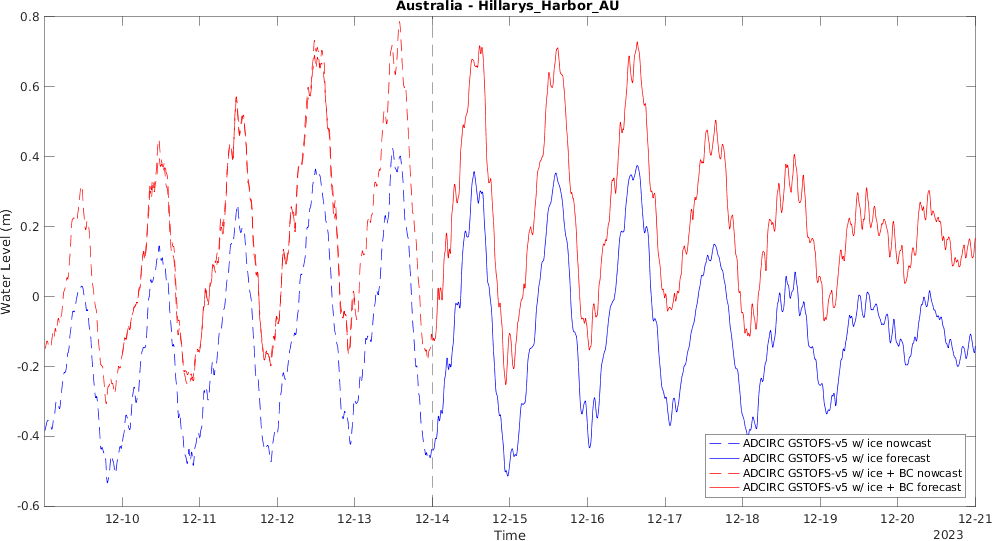 Australia - Hillarys_Harbor_AU
0.8
0.6
0.4
0.2
0
-0.2
-0.4
-0.6
Water Level (m)
ADCIRC GSTOFS-v5 w/ ice nowcast
ADCIRC GSTOFS-v5 w/ ice forecast
ADCIRC GSTOFS-v5 w/ ice + BC nowcast
ADCIRC GSTOFS-v5 w/ ice + BC forecast
12-10 12-11 12-12 12-13 12-14 12-15 12-16 12-17 12-18 12-19 12-20 12-21
Time
2023